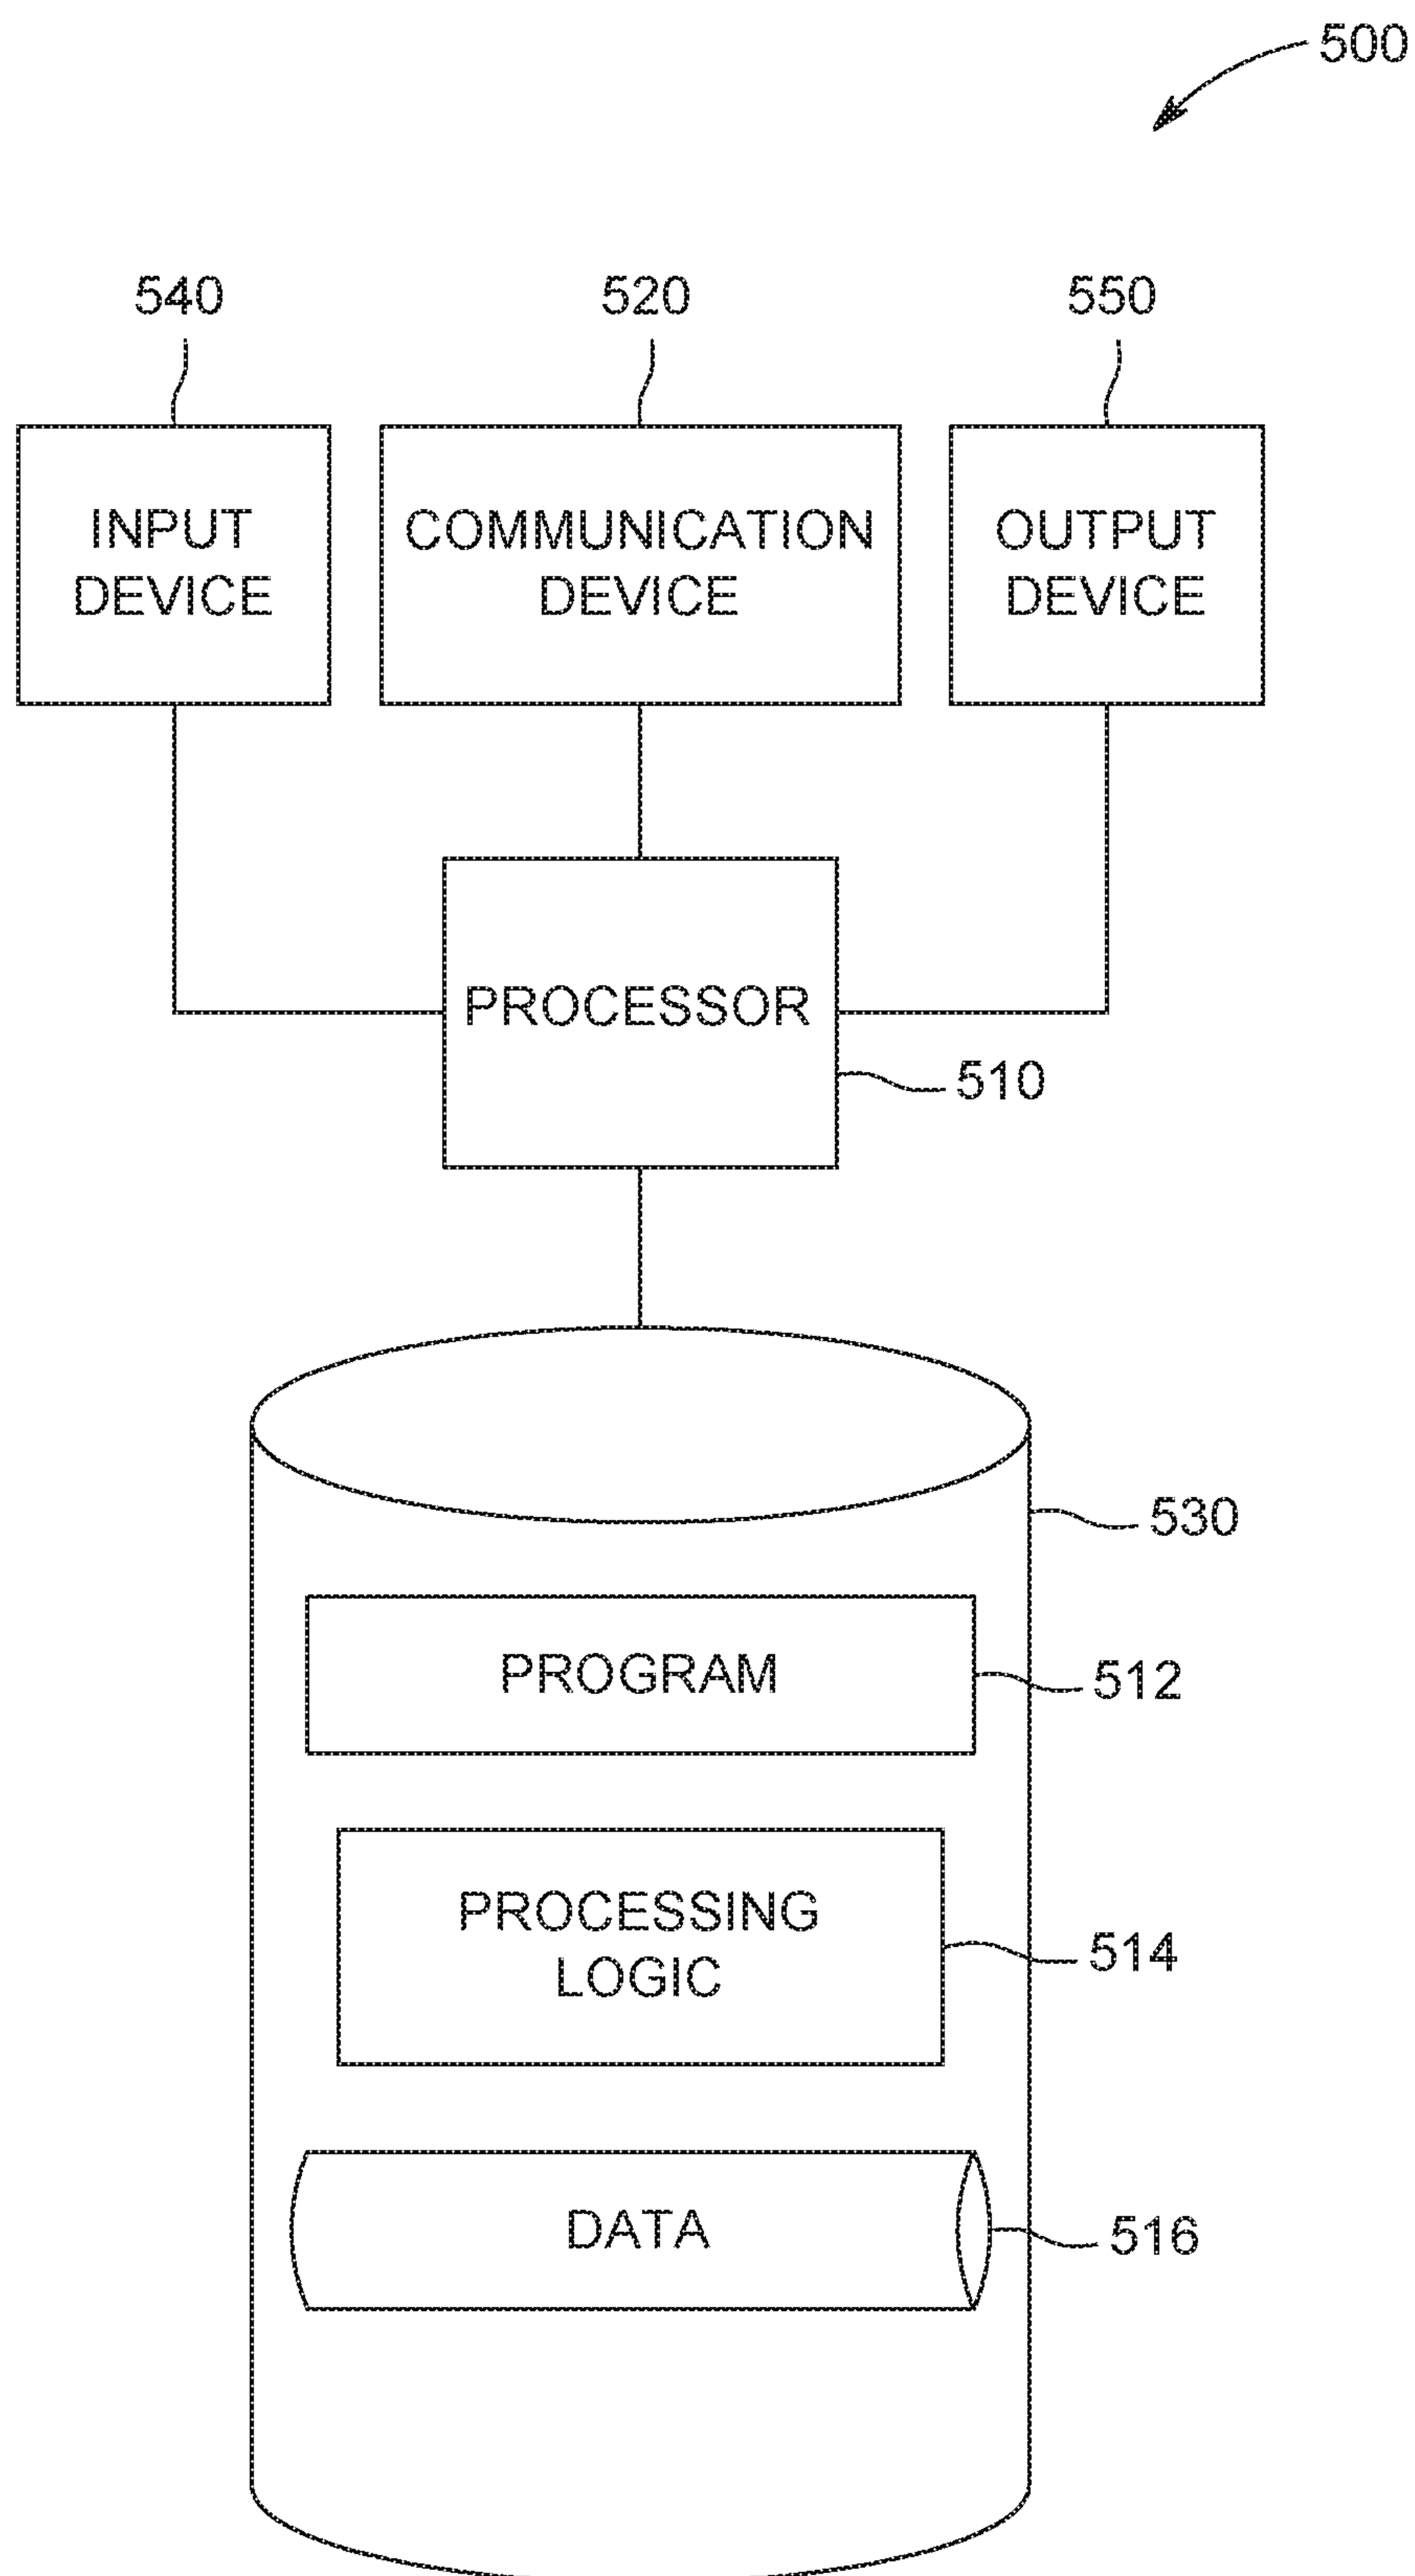 500
540
520
550
INPUT
DEVICE
COMMUNICATION
DEVICE
OUTPUT
DEVICE
PROCESSOR
510
530
PROGRAM
512
PROCESSING
LOGIC
514
DATA
516